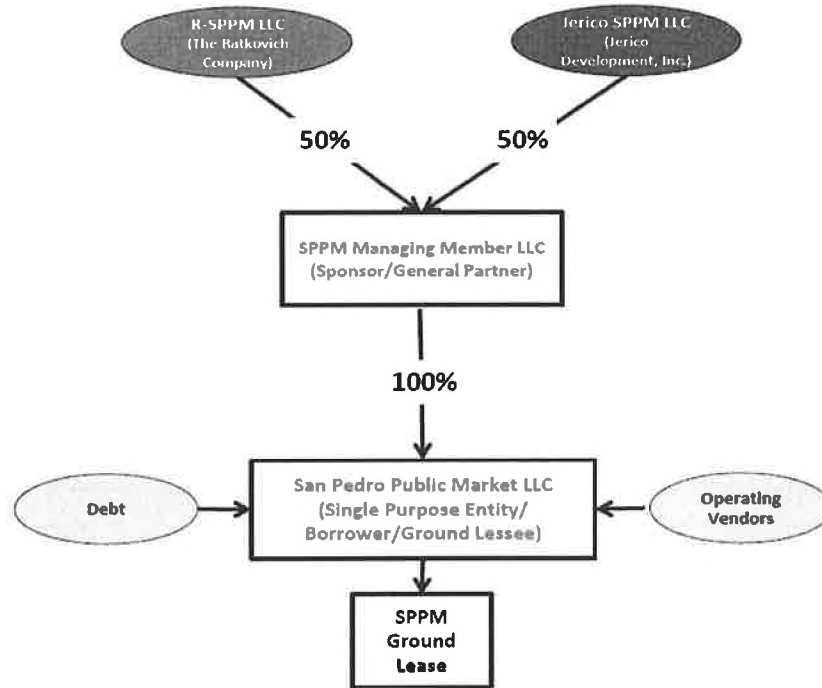 R-SPPM LLC
(The Ratkovich
Company)
Jerico SPPM LLC
(Jerico
Development, Inc.)
50%
50%
SPPM Managing Member LLC
(Sponsor/General Partner)
100%
Debt
San Pedro Public Market LLC
(Single Purpose Entity/
Borrower/Ground Lessee)
Operating
Vendors
SPPM
Ground
Lease